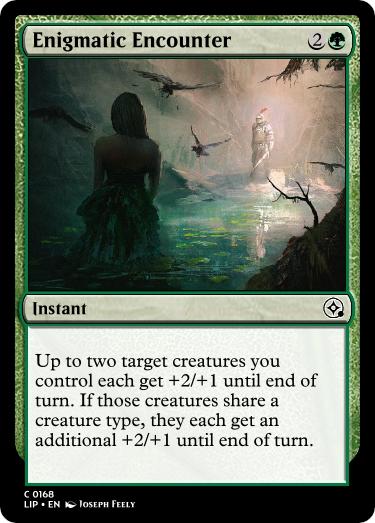 Enigmatic Encounter 2
Instant
Up to two target creatures you
control each get +2/+1 until end of
turn. If those creatures share a
creature type, they each get an
additional +2/+1 until end of turn.
C 0168
LIP • EN Joseph Feely